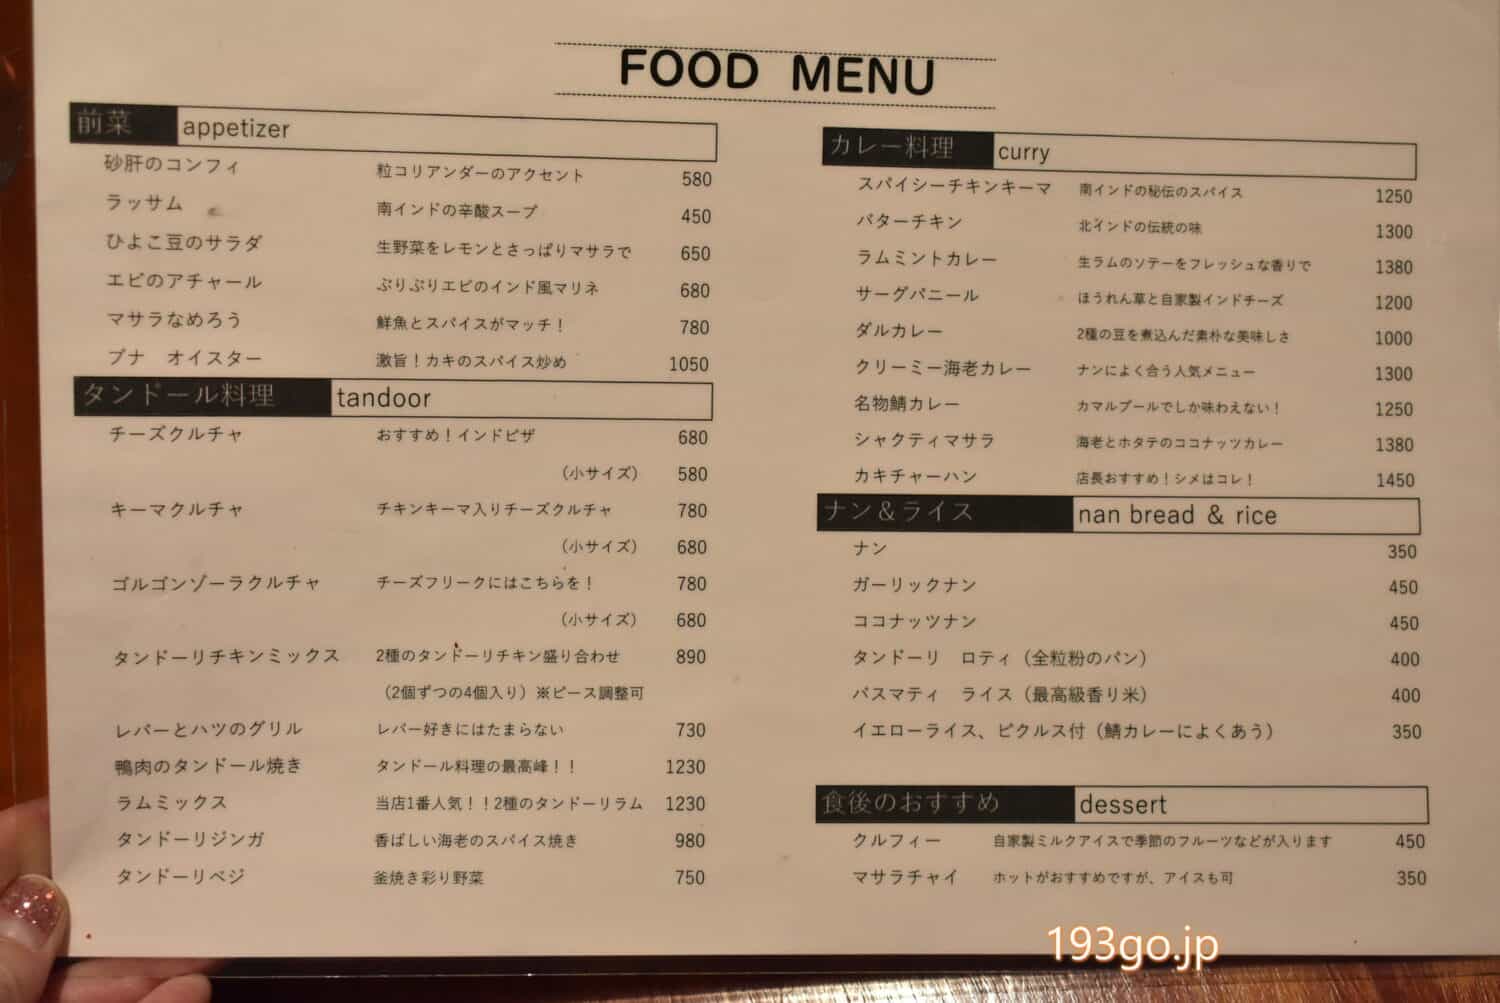 FOOD MENU
前菜 appetizer
砂肝のコンフィ 粒コリアンダーのアクセント 580
ラッサム 南インドの辛酸スープ 450
ひよこ豆のサラダ 生野菜をレモンとさっぱりマサラで 650
エビのアチャール ぷりぷりエビのインド風マリネ 680
マサラなめろう 鮮魚とスパイスがマッチ! 780
ブナ オイスター 激旨!カキのスパイス炒め 1050
タンドール料理 tandoor
チーズクルチャ おすすめ!インドピザ 680
(小サイズ) 580
キーマクルチャ チキンキーマ入りチーズクルチャ 780
(小サイズ) 680
ゴルゴンゾーラクルチャ チーズフリークにはこちらを! 780
(小サイズ) 680
タンドーリチキンミックス 2種のタンドーリチキン盛り合わせ 890
(2個ずつの4個入り)※ピース調整可
レバーとハツのグリル レバー好きにはたまらない 730
鴨肉のタンドール焼き タンドール料理の最高峰!! 1230
ラムミックス 当店1番人気!!2種のタンドーリラム 1230
タンドーリジンガ 香ばしい海老のスパイス焼き 980
タンドーリベジ 釜焼き彩り野菜 750
カレー料理 curry
スパイシーチキンキーマ 南インドの秘伝のスパイス 1250
バターチキン 北インドの伝統の味 1300
ラムミントカレー 生ラムのソテーをフレッシュな香りで 1380
サーグパニール ほうれん草と自家製インドチーズ 1200
ダルカレー 2種の豆を煮込んだ素朴な美味しさ 1000
クリーミー海老カレー ナンによく合う人気メニュー 1300
名物鯖カレー カマルプールでしか味わえない! 1250
シャクティマサラ 海老とホタテのココナッツカレー 1380
カキチャーハン 店長おすすめ!シメはコレ! 1450
ナン&ライス nan bread & rice
ナン 350
ガーリックナン 450
ココナッツナン 450
タンドーリ ロティ(全粒粉のパン) 400
バスマティ ライス(最高級香り米) 400
イエローライス、ピクルス付(鯖カレーによくあう) 350
食後のおすすめ dessert
クルフィー 自家製ミルクアイスで季節のフルーツなどが入ります 450
マサラチャイ ホットがおすすめですが、アイスも可 350
193go.jp